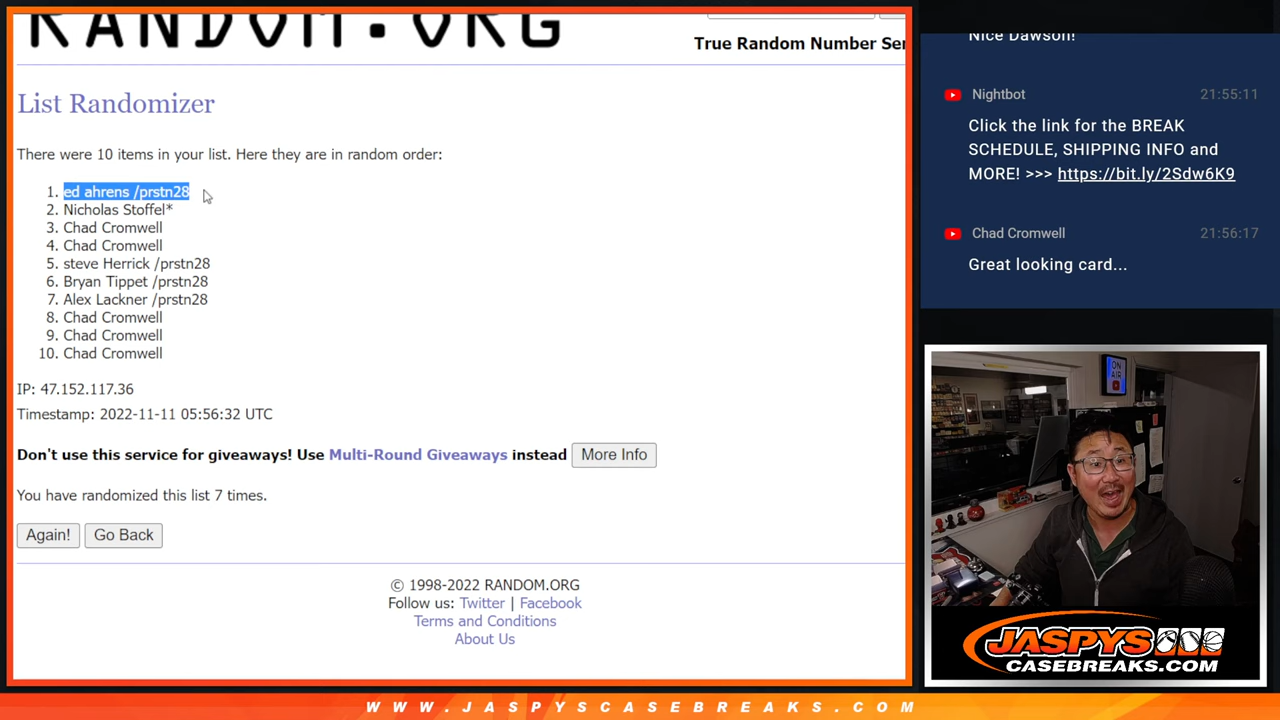 RANDOM.ORG
True Random Number Ser
List Randomizer
There were 10 items in your list. Here they are in random order:
1. ed ahrens /prstn28
2. Nicholas Stoffel*
3. Chad Cromwell
4. Chad Cromwell
5. steve Herrick /prstn28
6. Bryan Tippet /prstn28
7. Alex Lackner /prstn28
8. Chad Cromwell
9. Chad Cromwell
10. Chad Cromwell
IP: 47.152.117.36
Timestamp: 2022-11-11 05:56:32 UTC
Don't use this service for giveaways! Use Multi-Round Giveaways instead More Info
You have randomized this list 7 times.
Again! Go Back
© 1998-2022 RANDOM.ORG
Follow us: Twitter | Facebook
Terms and Conditions
About Us
Nice Dawson!
Nightbot 21:55:11
Click the link for the BREAK
SCHEDULE, SHIPPING INFO and
MORE! >>> https://bit.ly/2Sdw6K9
Chad Cromwell 21:56:17
Great looking card...
ON
AIR
JASPYS
CASEBREAKS.COM
WWW.JASPYSCASEBREAKS.COM